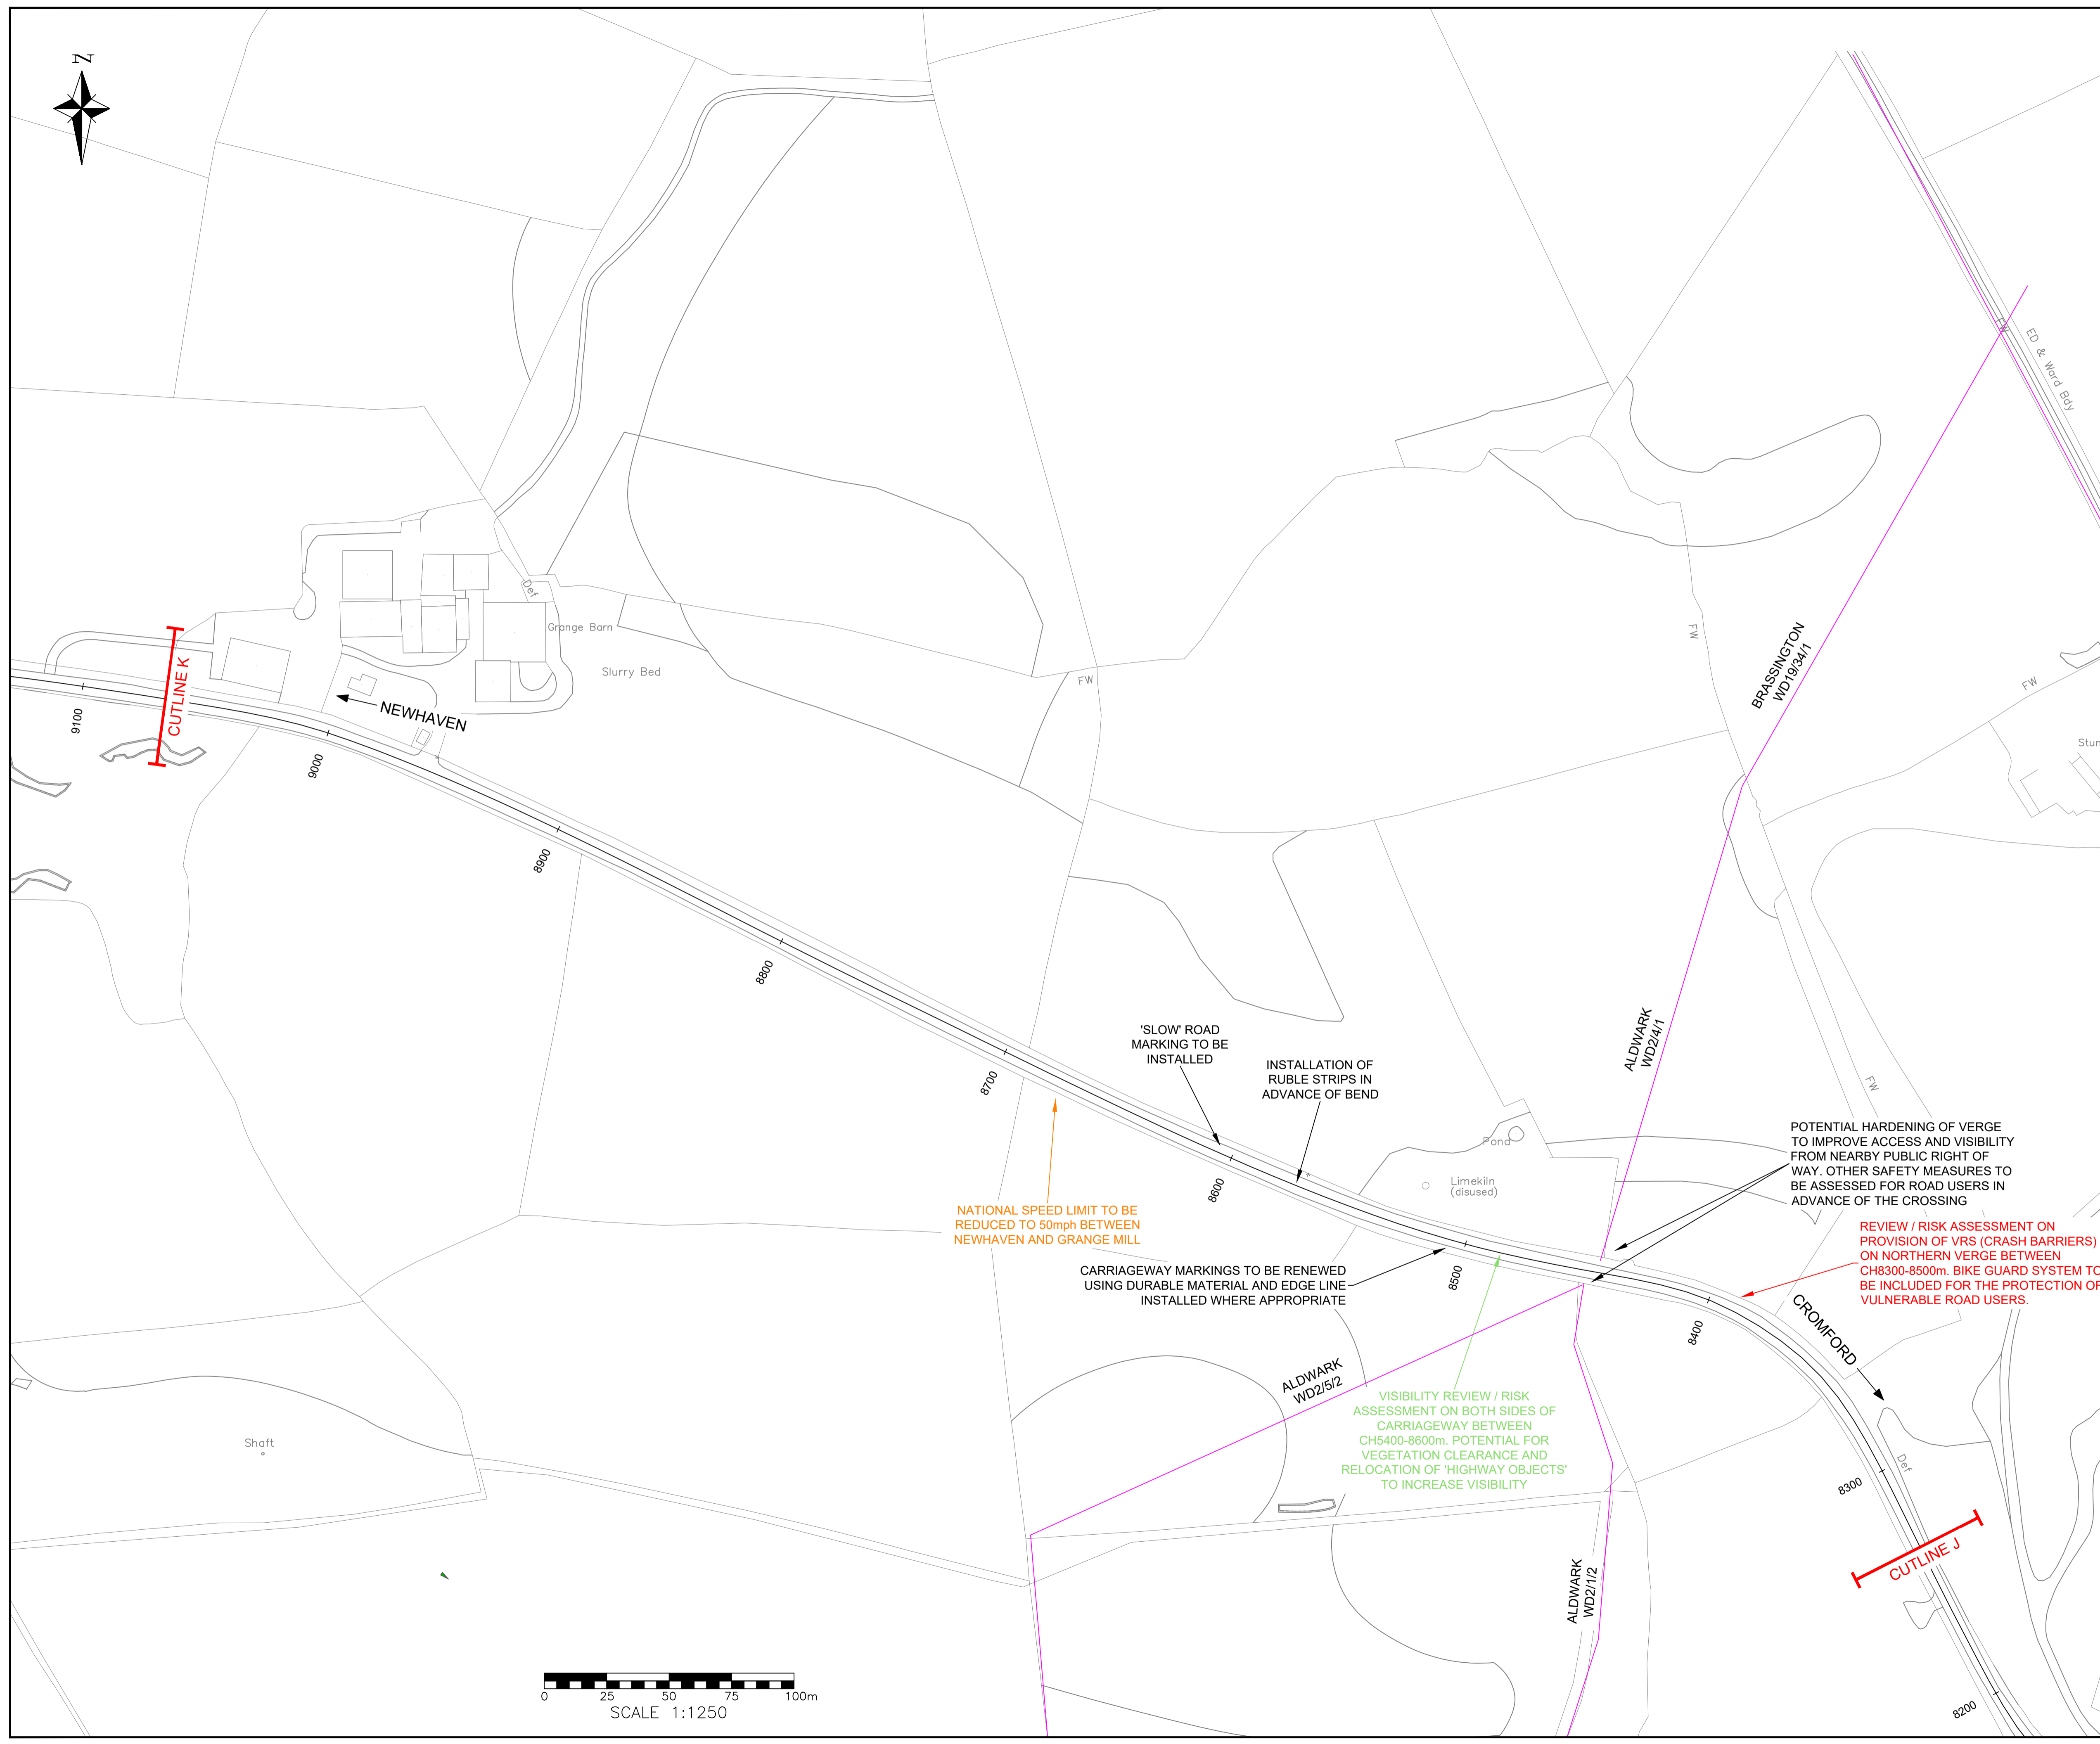 N
FW
ED & Ward Bdy
Def
Grange Barn
Slurry Bed
FW
FW
FW
BRASSINGTON
WD19/34/1
CUTLINE K
NEWHAVEN
9100
9000
8900
8800
8700
8600
8500
8400
8300
8200
'SLOW' ROAD
MARKING TO BE
INSTALLED
INSTALLATION OF
RUBLE STRIPS IN
ADVANCE OF BEND
ALDWARK
WD2/4/1
FW
Pond
Limekiln
(disused)
POTENTIAL HARDENING OF VERGE
TO IMPROVE ACCESS AND VISIBILITY
FROM NEARBY PUBLIC RIGHT OF
WAY. OTHER SAFETY MEASURES TO
BE ASSESSED FOR ROAD USERS IN
ADVANCE OF THE CROSSING
NATIONAL SPEED LIMIT TO BE
REDUCED TO 50mph BETWEEN
NEWHAVEN AND GRANGE MILL
REVIEW / RISK ASSESSMENT ON
PROVISION OF VRS (CRASH BARRIERS)
ON NORTHERN VERGE BETWEEN
CH8300-8500m. BIKE GUARD SYSTEM TO
BE INCLUDED FOR THE PROTECTION OF
VULNERABLE ROAD USERS.
CARRIAGEWAY MARKINGS TO BE RENEWED
USING DURABLE MATERIAL AND EDGE LINE
INSTALLED WHERE APPROPRIATE
CROMFORD
ALDWARK
WD2/5/2
VISIBILITY REVIEW / RISK
ASSESSMENT ON BOTH SIDES OF
CARRIAGEWAY BETWEEN
CH5400-8600m. POTENTIAL FOR
VEGETATION CLEARANCE AND
RELOCATION OF 'HIGHWAY OBJECTS'
TO INCREASE VISIBILITY
Shaft
Def
CUTLINE J
ALDWARK
WD2/1/2
0 25 50 75 100m
SCALE 1:1250